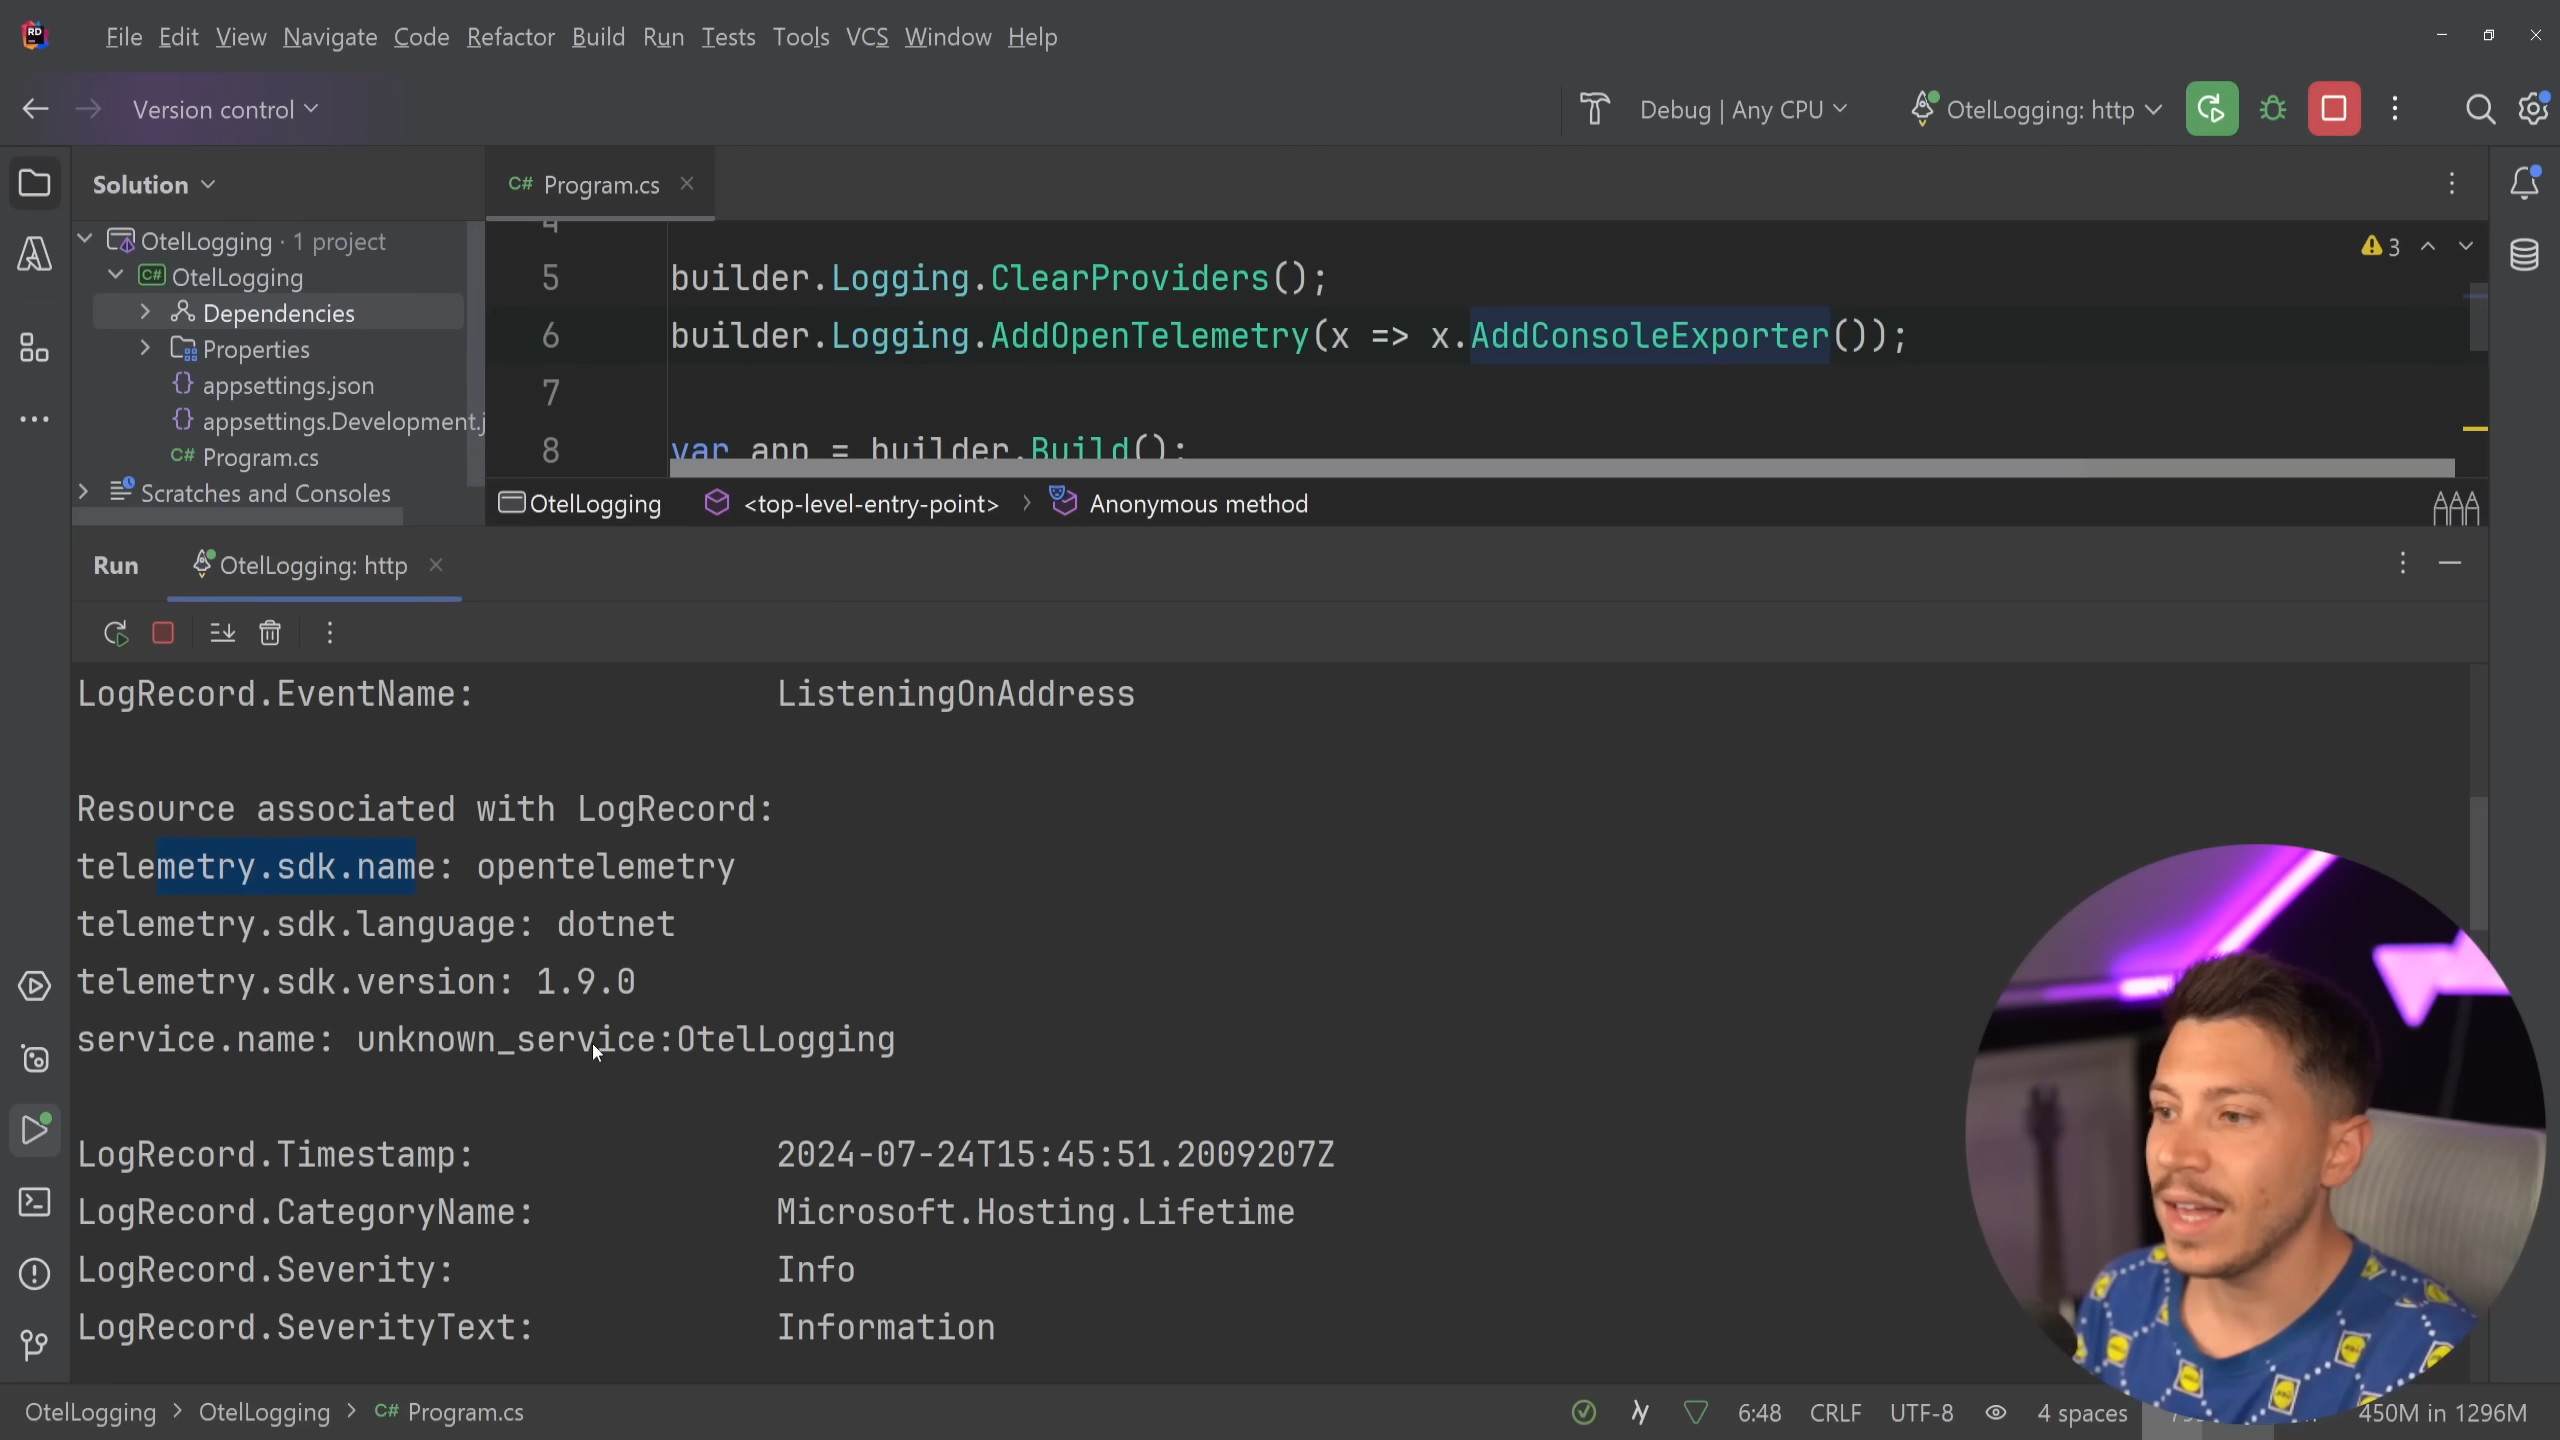 RD
File Edit View Navigate Code Refactor Build Run Tests Tools VCS Window Help
Version control
Debug | Any CPU
OtelLogging: http
Solution
C# Program.cs
OtelLogging · 1 project
C# OtelLogging
Dependencies
Properties
{} appsettings.json
{} appsettings.Development.j
C# Program.cs
Scratches and Consoles
3
4
5 builder.Logging.ClearProviders();
6 builder.Logging.AddOpenTelemetry(x => x.AddConsoleExporter());
7
8 var app = builder.Build();
OtelLogging <top-level-entry-point> > Anonymous method
Run OtelLogging: http
LogRecord.EventName: ListeningOnAddress
Resource associated with LogRecord:
telemetry.sdk.name: opentelemetry
telemetry.sdk.language: dotnet
telemetry.sdk.version: 1.9.0
service.name: unknown_service:OtelLogging
LogRecord.Timestamp: 2024-07-24T15:45:51.2009207Z
LogRecord.CategoryName: Microsoft.Hosting.Lifetime
LogRecord.Severity: Info
LogRecord.SeverityText: Information
OtelLogging > OtelLogging > C# Program.cs
6:48 CRLF UTF-8 4 spaces 450M in 1296M